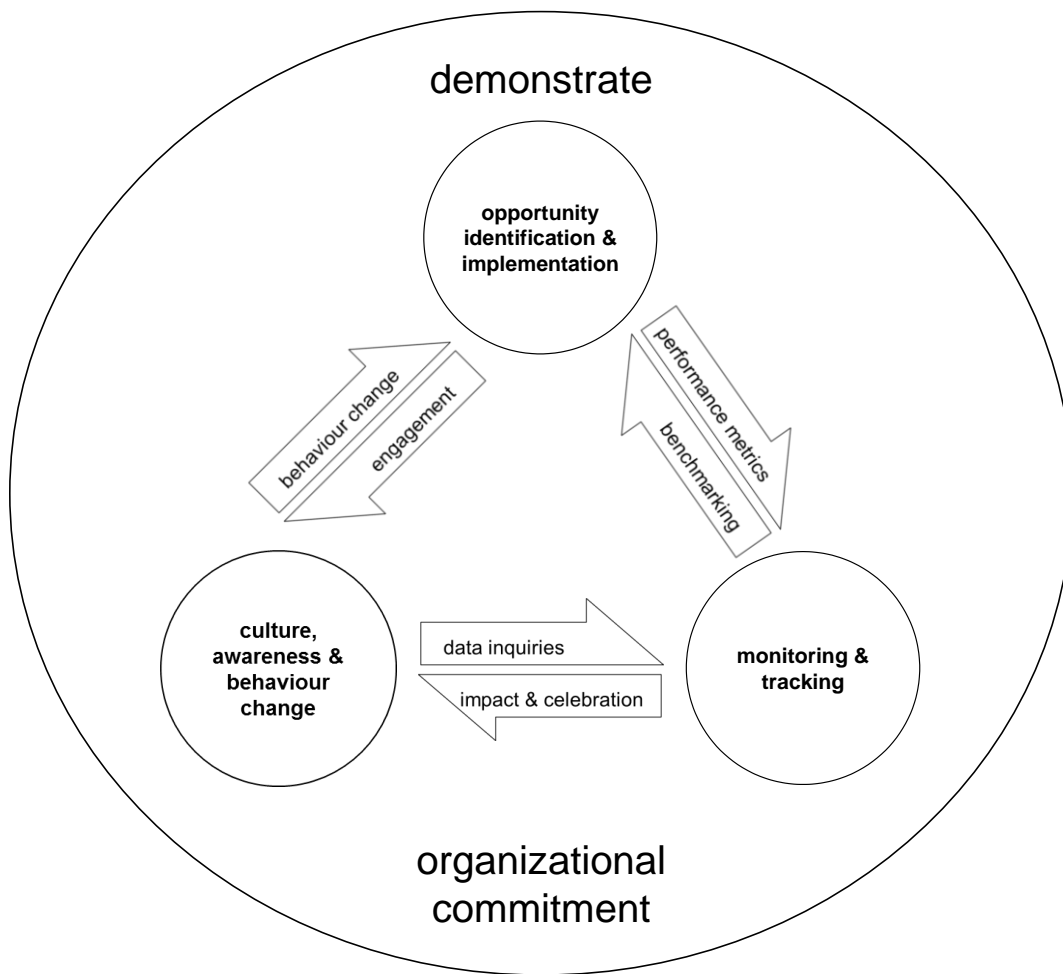 demonstrate
opportunity
identification &
implementation
behaviour change
engagement
performance metrics
benchmarking
culture,
awareness &
behaviour
change
data inquiries
impact & celebration
monitoring &
tracking
organizational
commitment